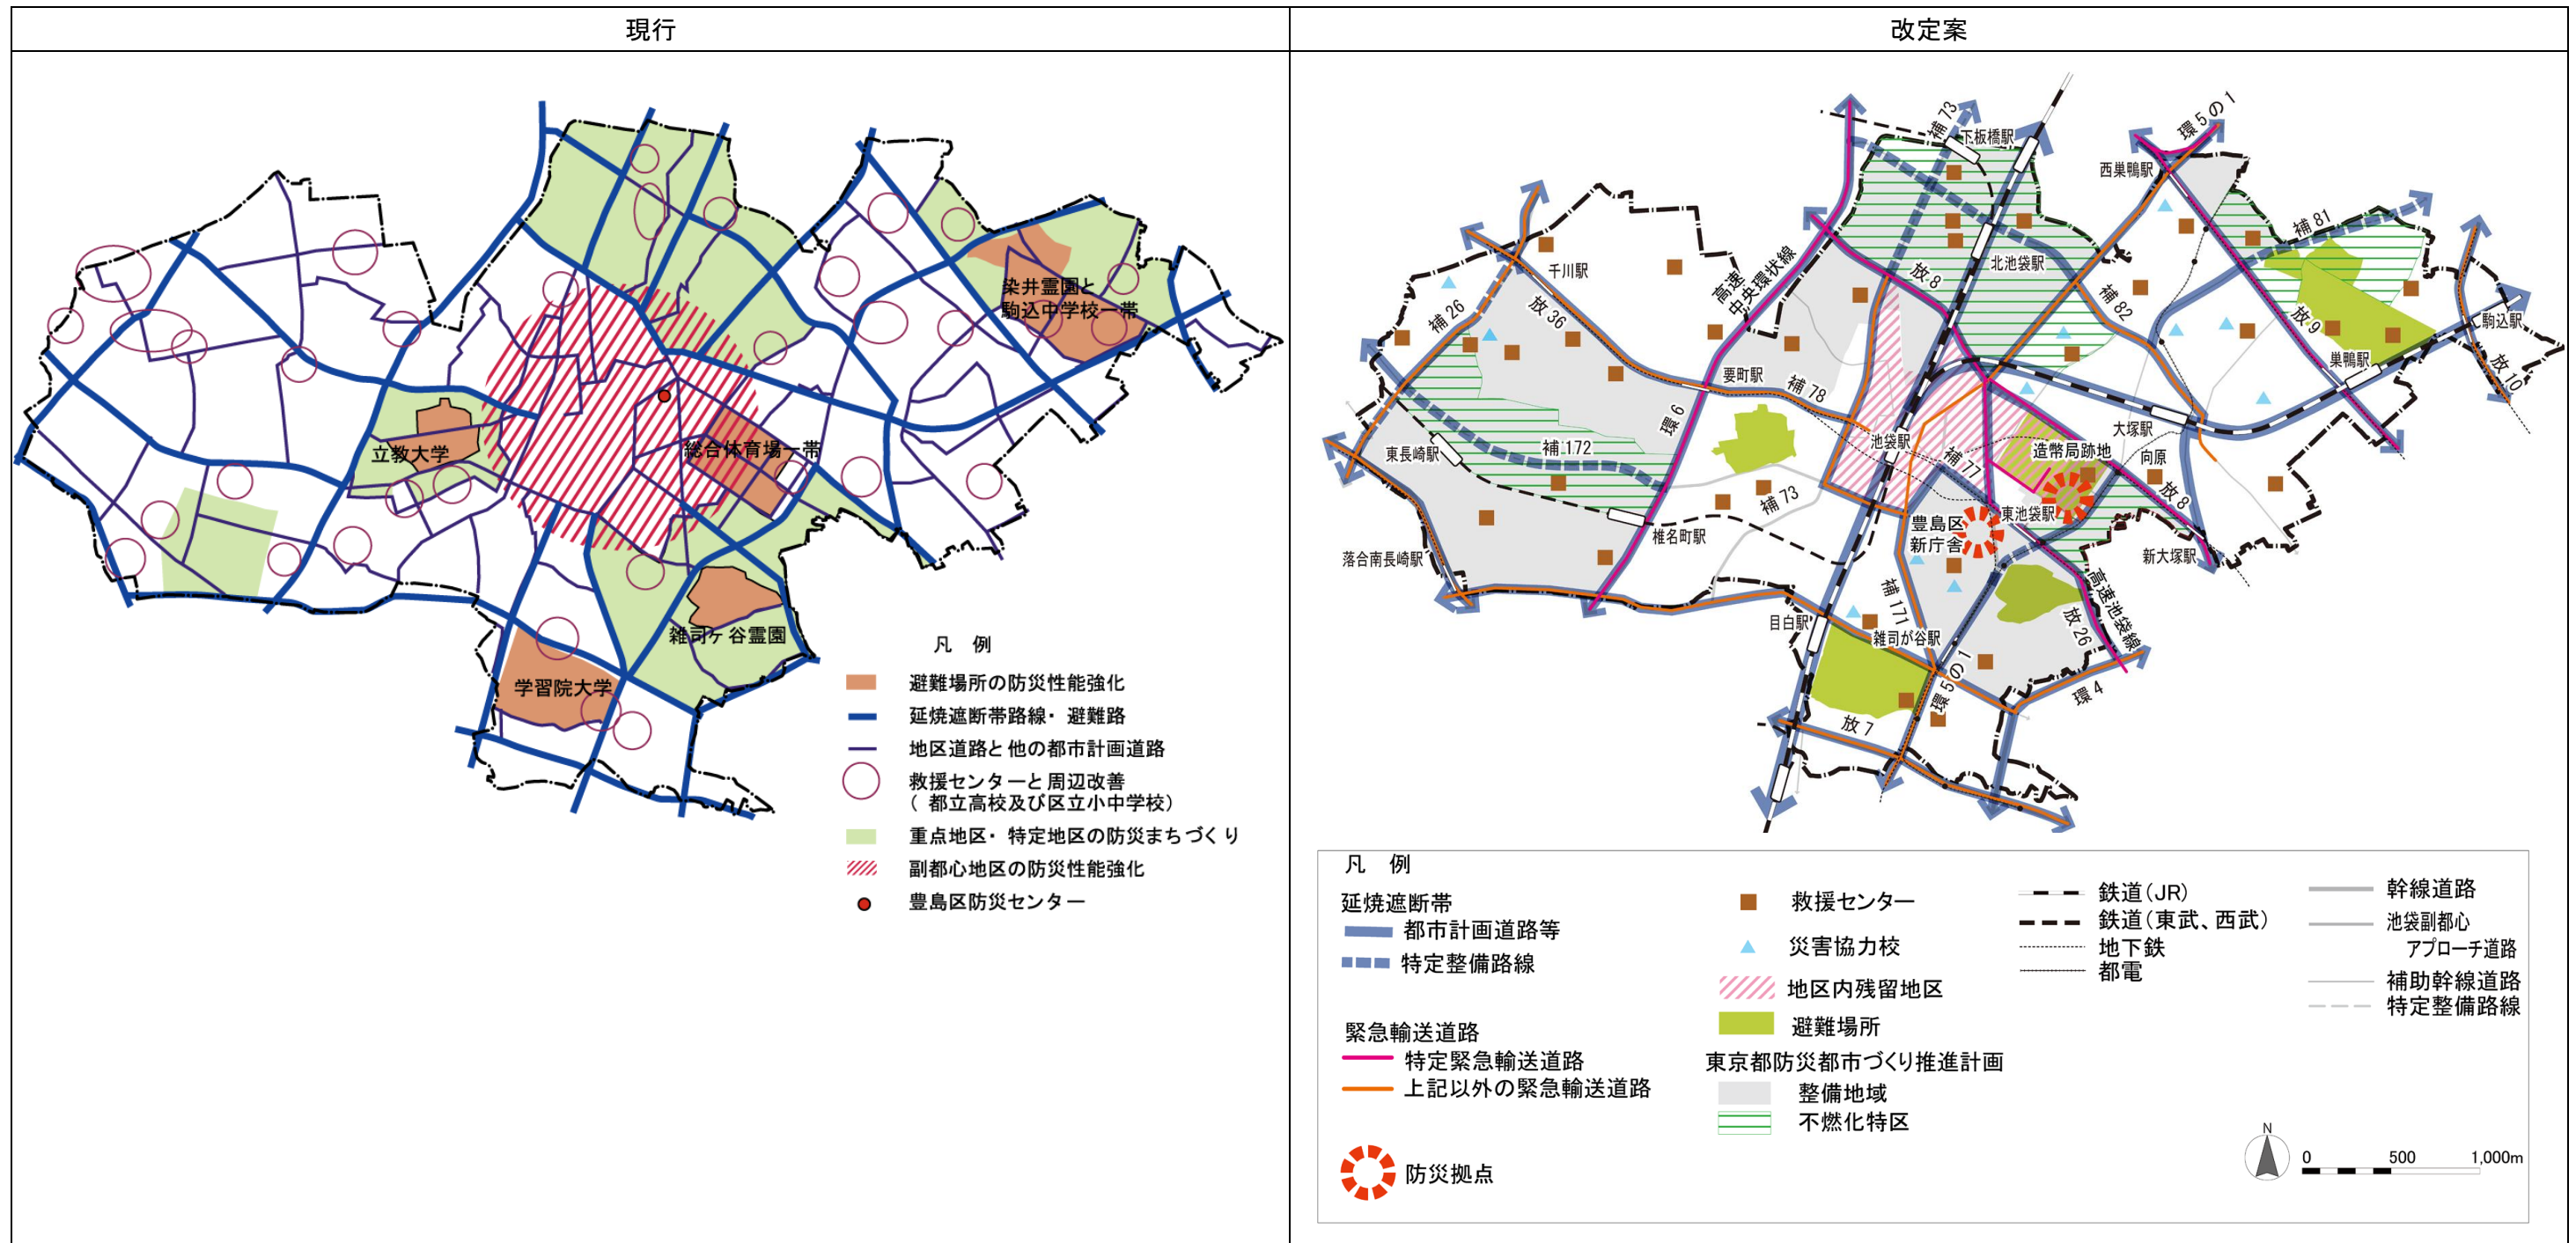 現行
改定案
染井霊園と
駒込中学校一帯
立教大学
総合体育場一帯
雑司ヶ谷霊園
学習院大学
凡 例
避難場所の防災性能強化
延焼遮断帯路線・避難路
地区道路と他の都市計画道路
救援センターと周辺改善
( 都立高校及び区立小中学校)
重点地区・特定地区の防災まちづくり
副都心地区の防災性能強化
豊島区防災センター
補73
下板橋駅
環5の1
西巣鴨駅
補81
千川駅
高速
中央環状線
北池袋駅
放8
補26
放36
補82
放9
駒込駅
巣鴨駅
放10
要町駅
補78
環6
池袋駅
大塚駅
造幣局跡地
向原
東長崎駅
補172
補77
補73
放8
豊島区
新庁舎
東池袋駅
椎名町駅
落合南長崎駅
新大塚駅
補171
高速池袋線
放26
目白駅
雑司が谷駅
環5の1
環4
放7
凡 例
延焼遮断帯
都市計画道路等
特定整備路線
緊急輸送道路
特定緊急輸送道路
上記以外の緊急輸送道路
防災拠点
救援センター
災害協力校
地区内残留地区
避難場所
東京都防災都市づくり推進計画
整備地域
不燃化特区
鉄道(JR)
鉄道(東武、西武)
地下鉄
都電
幹線道路
池袋副都心
アプローチ道路
補助幹線道路
特定整備路線
N
0 500 1,000m